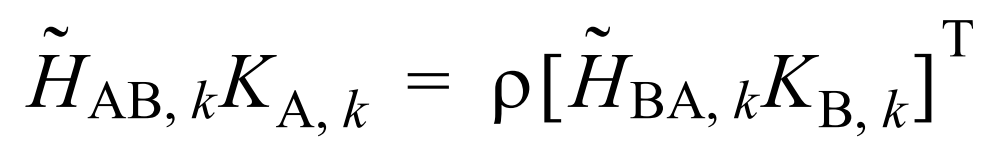 H̃_{AB, k}K_{A, k} = ρ[H̃_{BA, k}K_{B, k}]^T